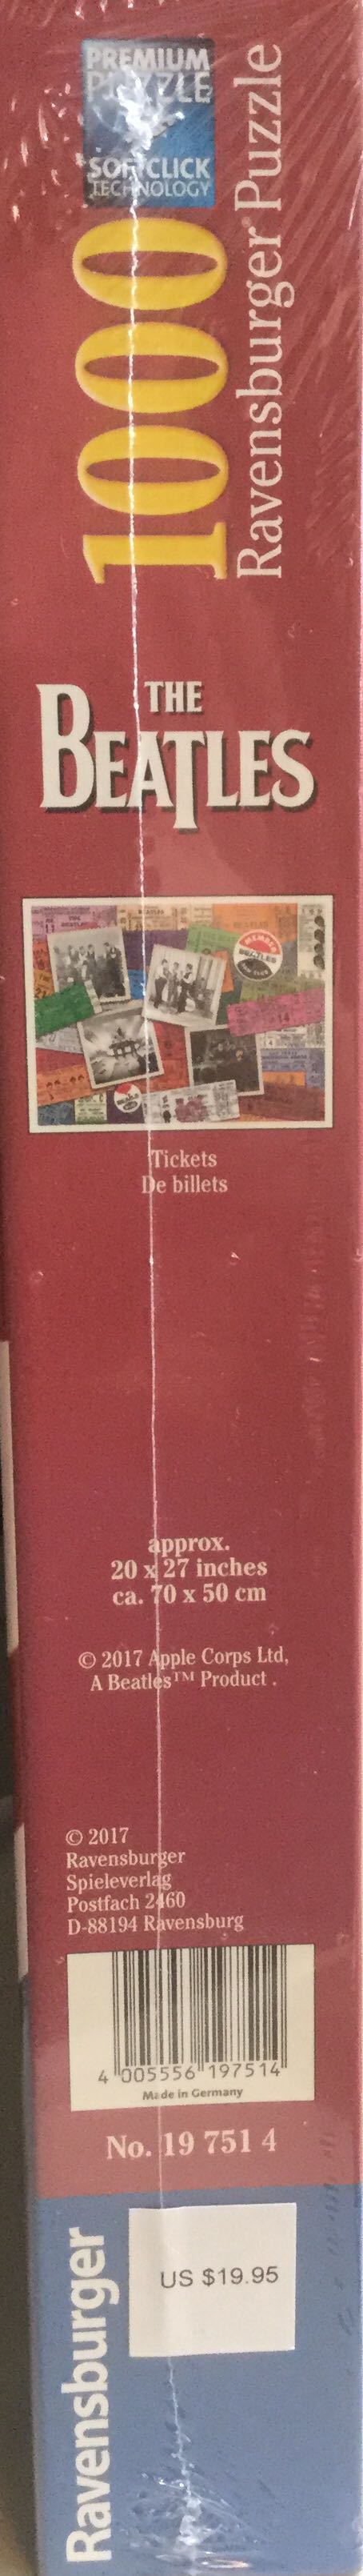 PREMIUM
PUZZLE
SOFTCLICK
TECHNOLOGY
1000
Ravensburger Puzzle
THE
BEATLES
MEMBER
Tickets
De billets
approx.
20 x 27 inches
ca. 70 x 50 cm
© 2017 Apple Corps Ltd,
A Beatles™ Product .
© 2017
Ravensburger
Spieleverlag
Postfach 2460
D-88194 Ravensburg
4 005556 197514
Made in Germany
No. 19 751 4
US $19.95
Ravensburger